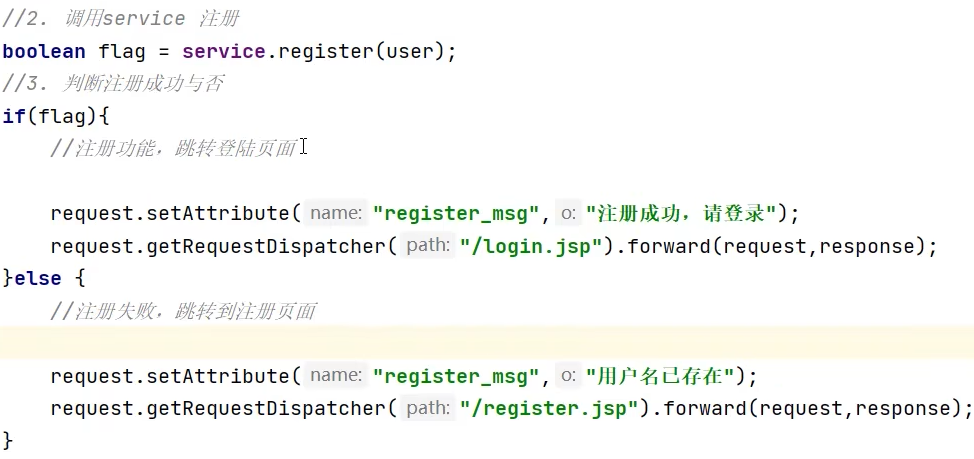 //2. 调用service 注册
boolean flag = service.register(user);
//3. 判断注册成功与否
if(flag){
    //注册功能，跳转登陆页面

    request.setAttribute( name: "register_msg", o: "注册成功，请登录");
    request.getRequestDispatcher( path: "/login.jsp").forward(request,response);
}else {
    //注册失败，跳转到注册页面

    request.setAttribute( name: "register_msg", o: "用户名已存在");
    request.getRequestDispatcher( path: "/register.jsp").forward(request,response);
}